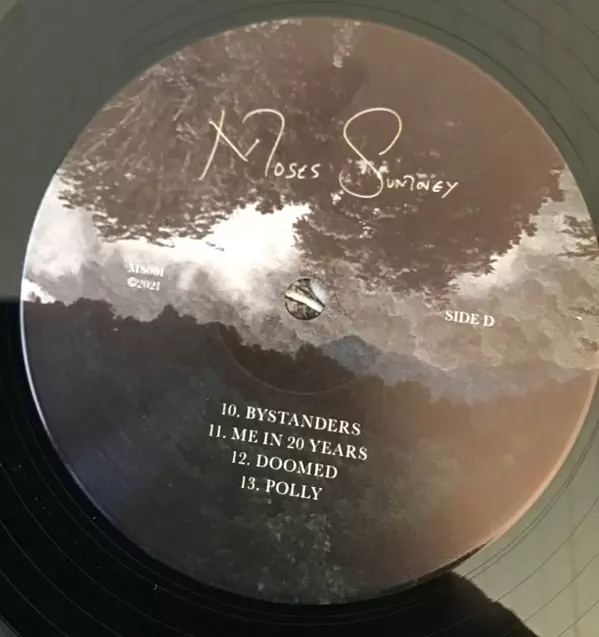 Moses Sumney
MS001
©2021
SIDE D
10. BYSTANDERS
11. ME IN 20 YEARS
12. DOOMED
13. POLLY